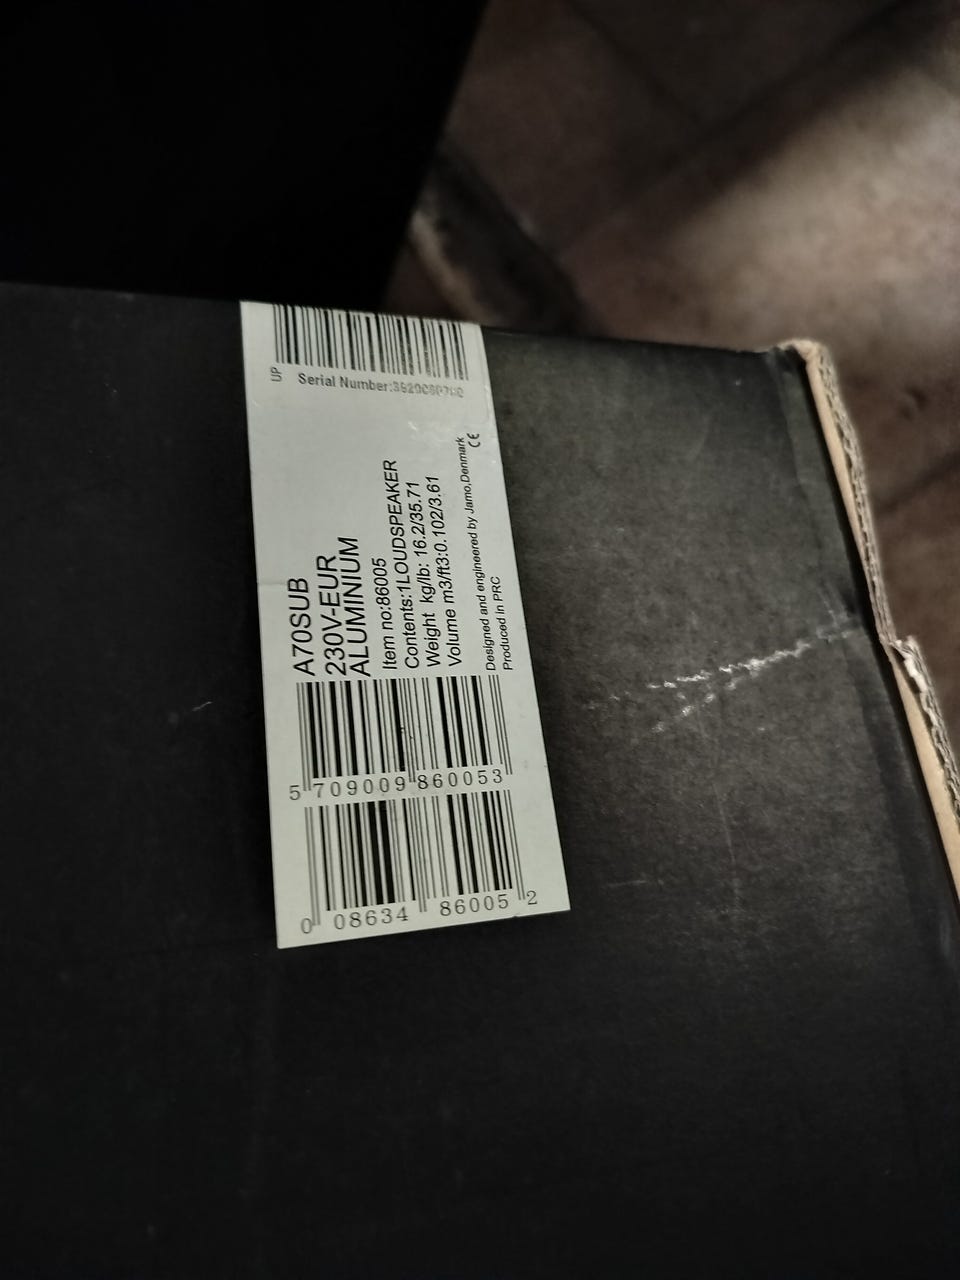 UP
Serial Number:
A70SUB
230V-EUR
ALUMINIUM
Item no:86005
Contents:1LOUDSPEAKER
Weight kg/lb: 16.2/35.71
Volume m3/ft3:0.102/3.61
Designed and engineered by Jamo,Denmark
Produced in PRC
CE
5 709009 860053
0 08634 86005 2